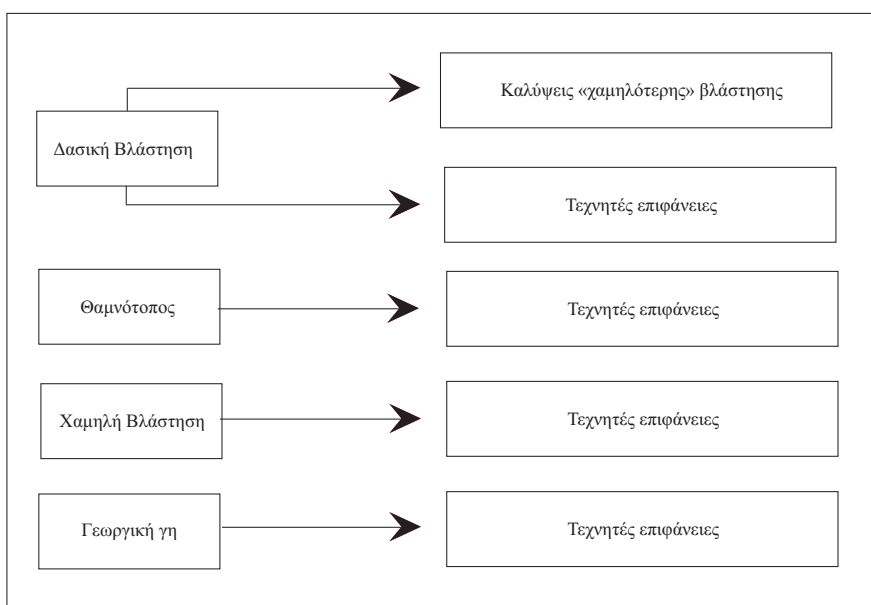 Καλύψεις «χαμηλότερης» βλάστησης
Δασική Βλάστηση
Τεχνητές επιφάνειες
Θαμνότοπος
Τεχνητές επιφάνειες
Χαμηλή Βλάστηση
Τεχνητές επιφάνειες
Γεωργική γη
Τεχνητές επιφάνειες